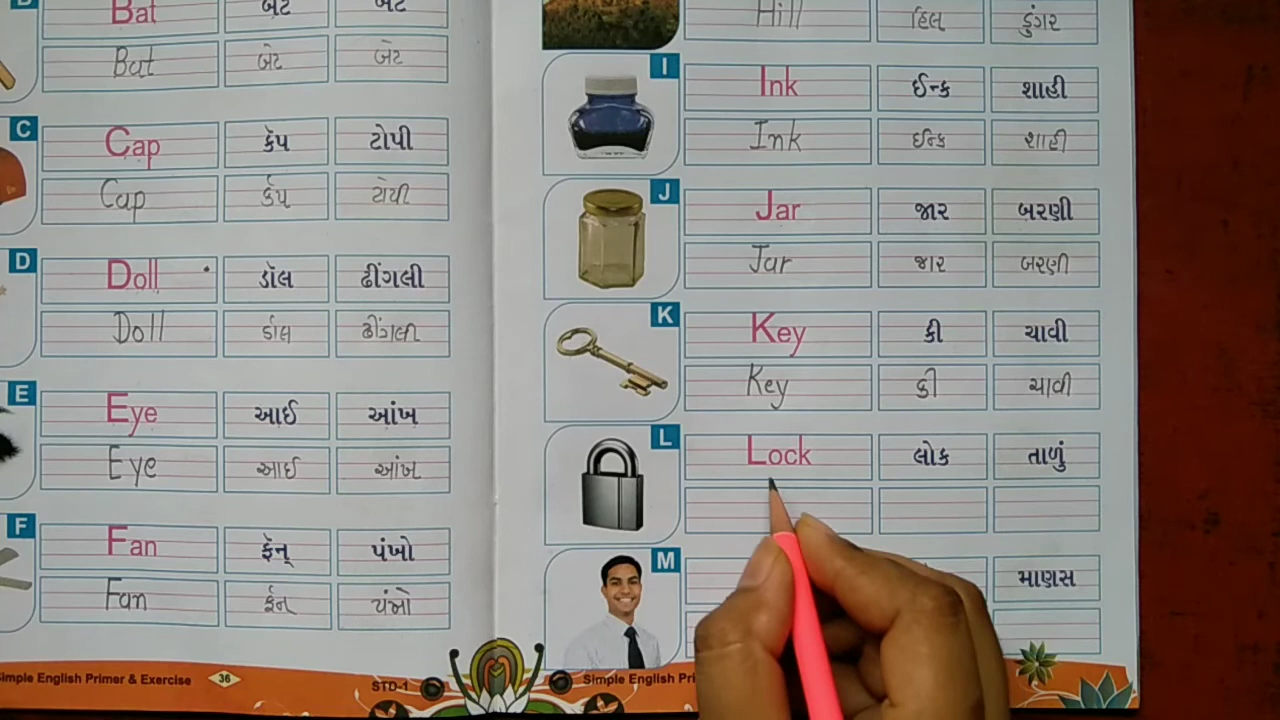 B
Bat બૅટ બેટ
Bat બેટ બેટ
C
Cap કૅપ ટોપી
Cap કૅપ ટોપી
D
Doll ડૉલ ઢીંગલી
Doll ડૉલ ઢીંગલી
E
Eye આઈ આંખ
Eye આઈ આંખ
F
Fan ફૅન્ પંખો
Fan ફૅન્ પંખો
imple English Primer & Exercise 36 STD-1
Hill હિલ ડુંગર
I
Ink ઈન્ક શાહી
Ink ઈન્ક શાહી
J
Jar જાર બરણી
Jar જાર બરણી
K
Key કી ચાવી
Key કી ચાવી
L
Lock લોક તાળું
M
માણસ
Simple English Pri